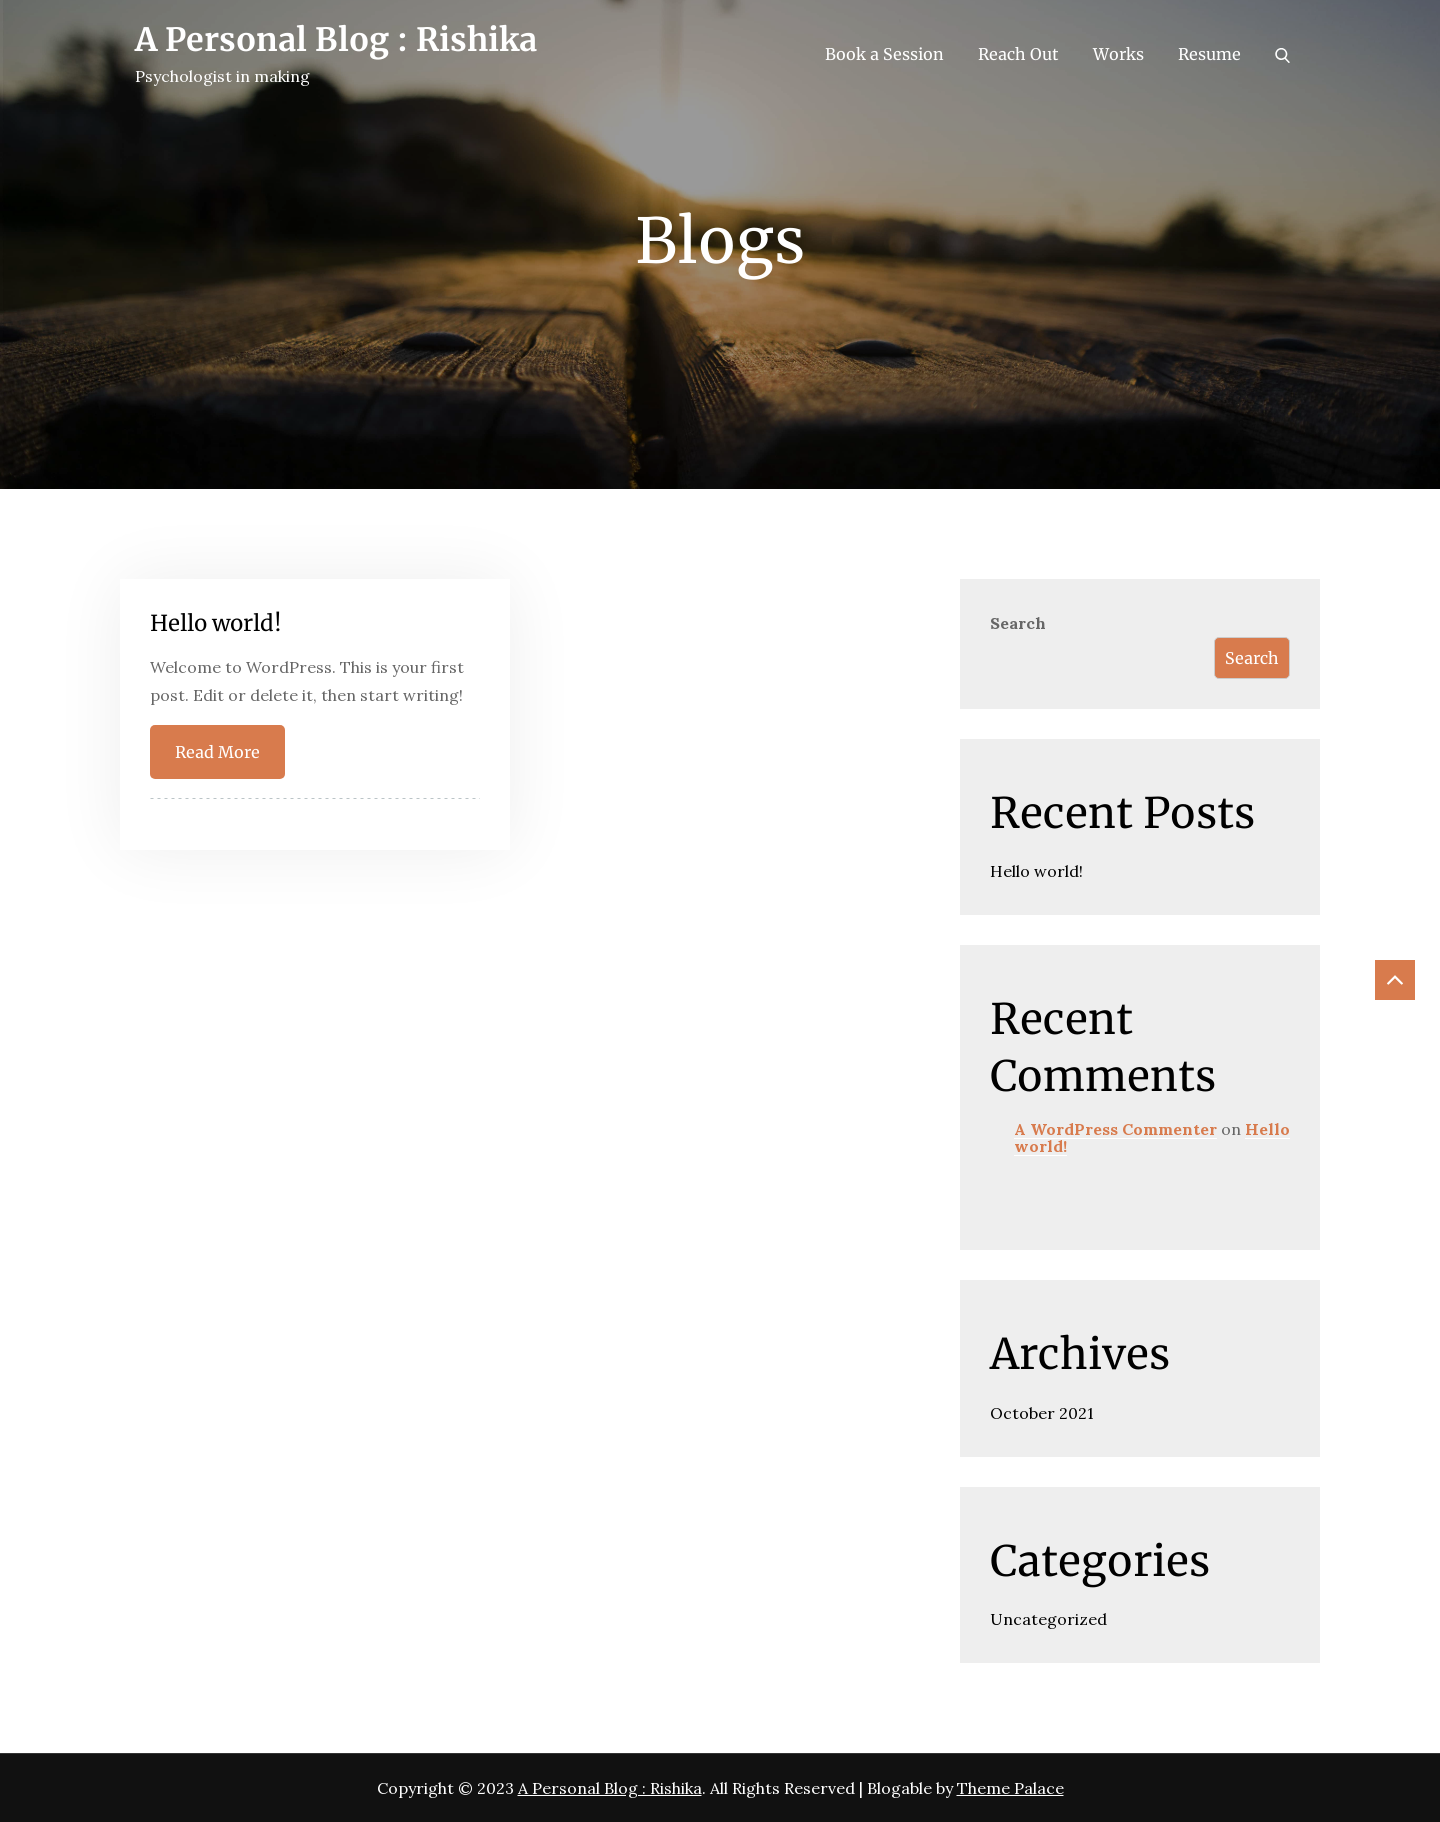 A Personal Blog : Rishika
Psychologist in making
Book a Session
Reach Out
Works
Resume
Blogs
Hello world!
Welcome to WordPress. This is your first
post. Edit or delete it, then start writing!
Read More
Search
Search
Recent Posts
Hello world!
Recent
Comments
A WordPress Commenter on Hello
world!
Archives
October 2021
Categories
Uncategorized
Copyright © 2023 A Personal Blog : Rishika. All Rights Reserved | Blogable by Theme Palace